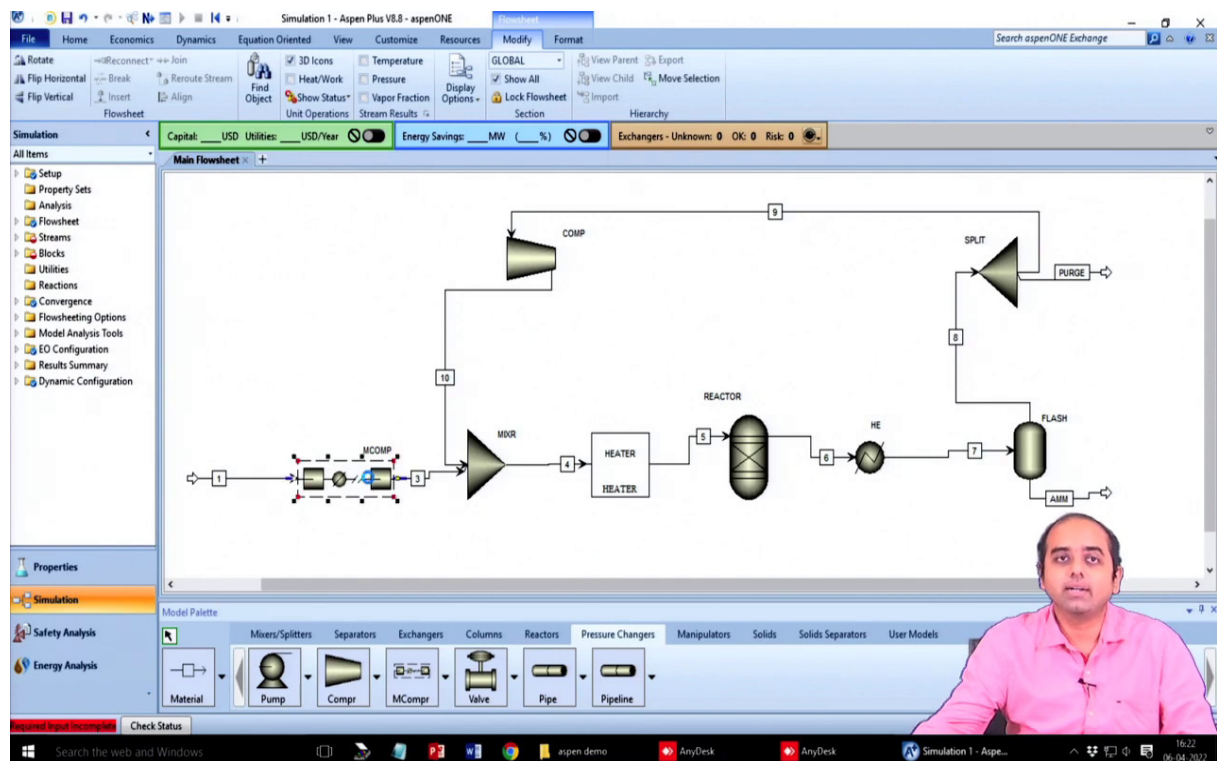 Simulation 1 - Aspen Plus V8.8 - aspenONE
Flowsheet
File Home Economics Dynamics Equation Oriented View Customize Resources Modify Format
Search aspenONE Exchange
Rotate Reconnect Join
Flip Horizontal Break Reroute Stream
Flip Vertical Insert Align
Flowsheet
Find Object
3D Icons
Heat/Work
Show Status
Unit Operations
Temperature
Pressure
Vapor Fraction
Stream Results
Display Options
GLOBAL
Show All
Lock Flowsheet
Section
View Parent Export
View Child Move Selection
Import
Hierarchy
Simulation
Capital: ____USD Utilities: ____USD/Year
Energy Savings: ____MW (____%)
Exchangers - Unknown: 0 OK: 0 Risk: 0
All Items
Main Flowsheet
Setup
Property Sets
Analysis
Flowsheet
Streams
Blocks
Utilities
Reactions
Convergence
Flowsheeting Options
Model Analysis Tools
EO Configuration
Results Summary
Dynamic Configuration
Properties
Simulation
Safety Analysis
Energy Analysis
9
COMP
SPLIT
PURGE
8
10
REACTOR
MIXR
HE
FLASH
MCOMP
5
HEATER
HEATER
1
3
4
6
7
AMM
Model Palette
Mixers/Splitters Separators Exchangers Columns Reactors Pressure Changers Manipulators Solids Solids Separators User Models
Material Pump Compr MCompr Valve Pipe Pipeline
Required Input Incomplete Check Status
Search the web and Windows
aspen demo
AnyDesk
AnyDesk
Simulation 1 - Aspe...
16:22
06-04-2022